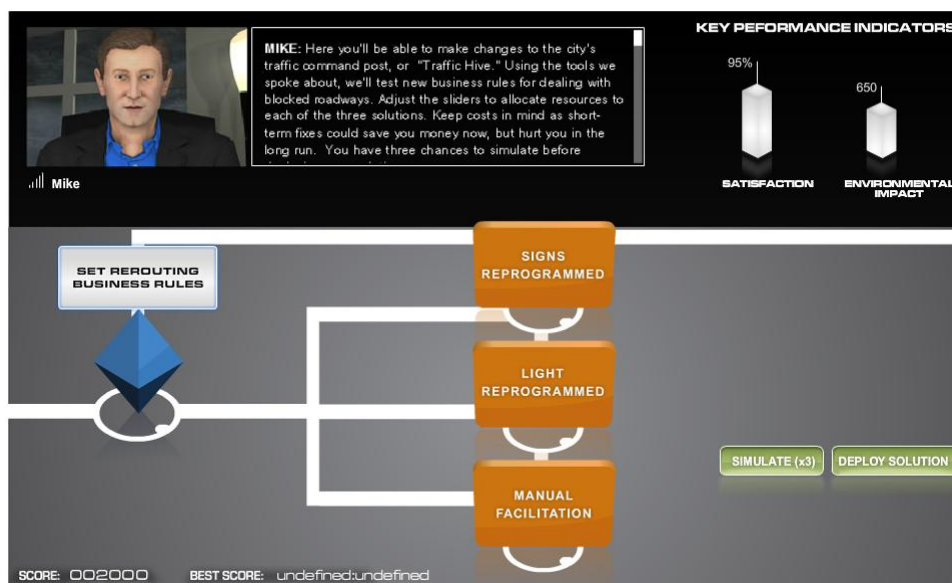 MIKE: Here you'll be able to make changes to the city's
traffic command post, or "Traffic Hive." Using the tools we
spoke about, we'll test new business rules for dealing with
blocked roadways. Adjust the sliders to allocate resources to
each of the three solutions. Keep costs in mind as short-
term fixes could save you money now, but hurt you in the
long run. You have three chances to simulate before
Mike
KEY PEFORMANCE INDICATORS
95%
650
SATISFACTION
ENVIRONMENTAL
IMPACT
SET REROUTING
BUSINESS RULES
SIGNS
REPROGRAMMED
LIGHT
REPROGRAMMED
MANUAL
FACILITATION
SIMULATE (x3)
DEPLOY SOLUTION
SCORE: 002000
BEST SCORE: undefined:undefined